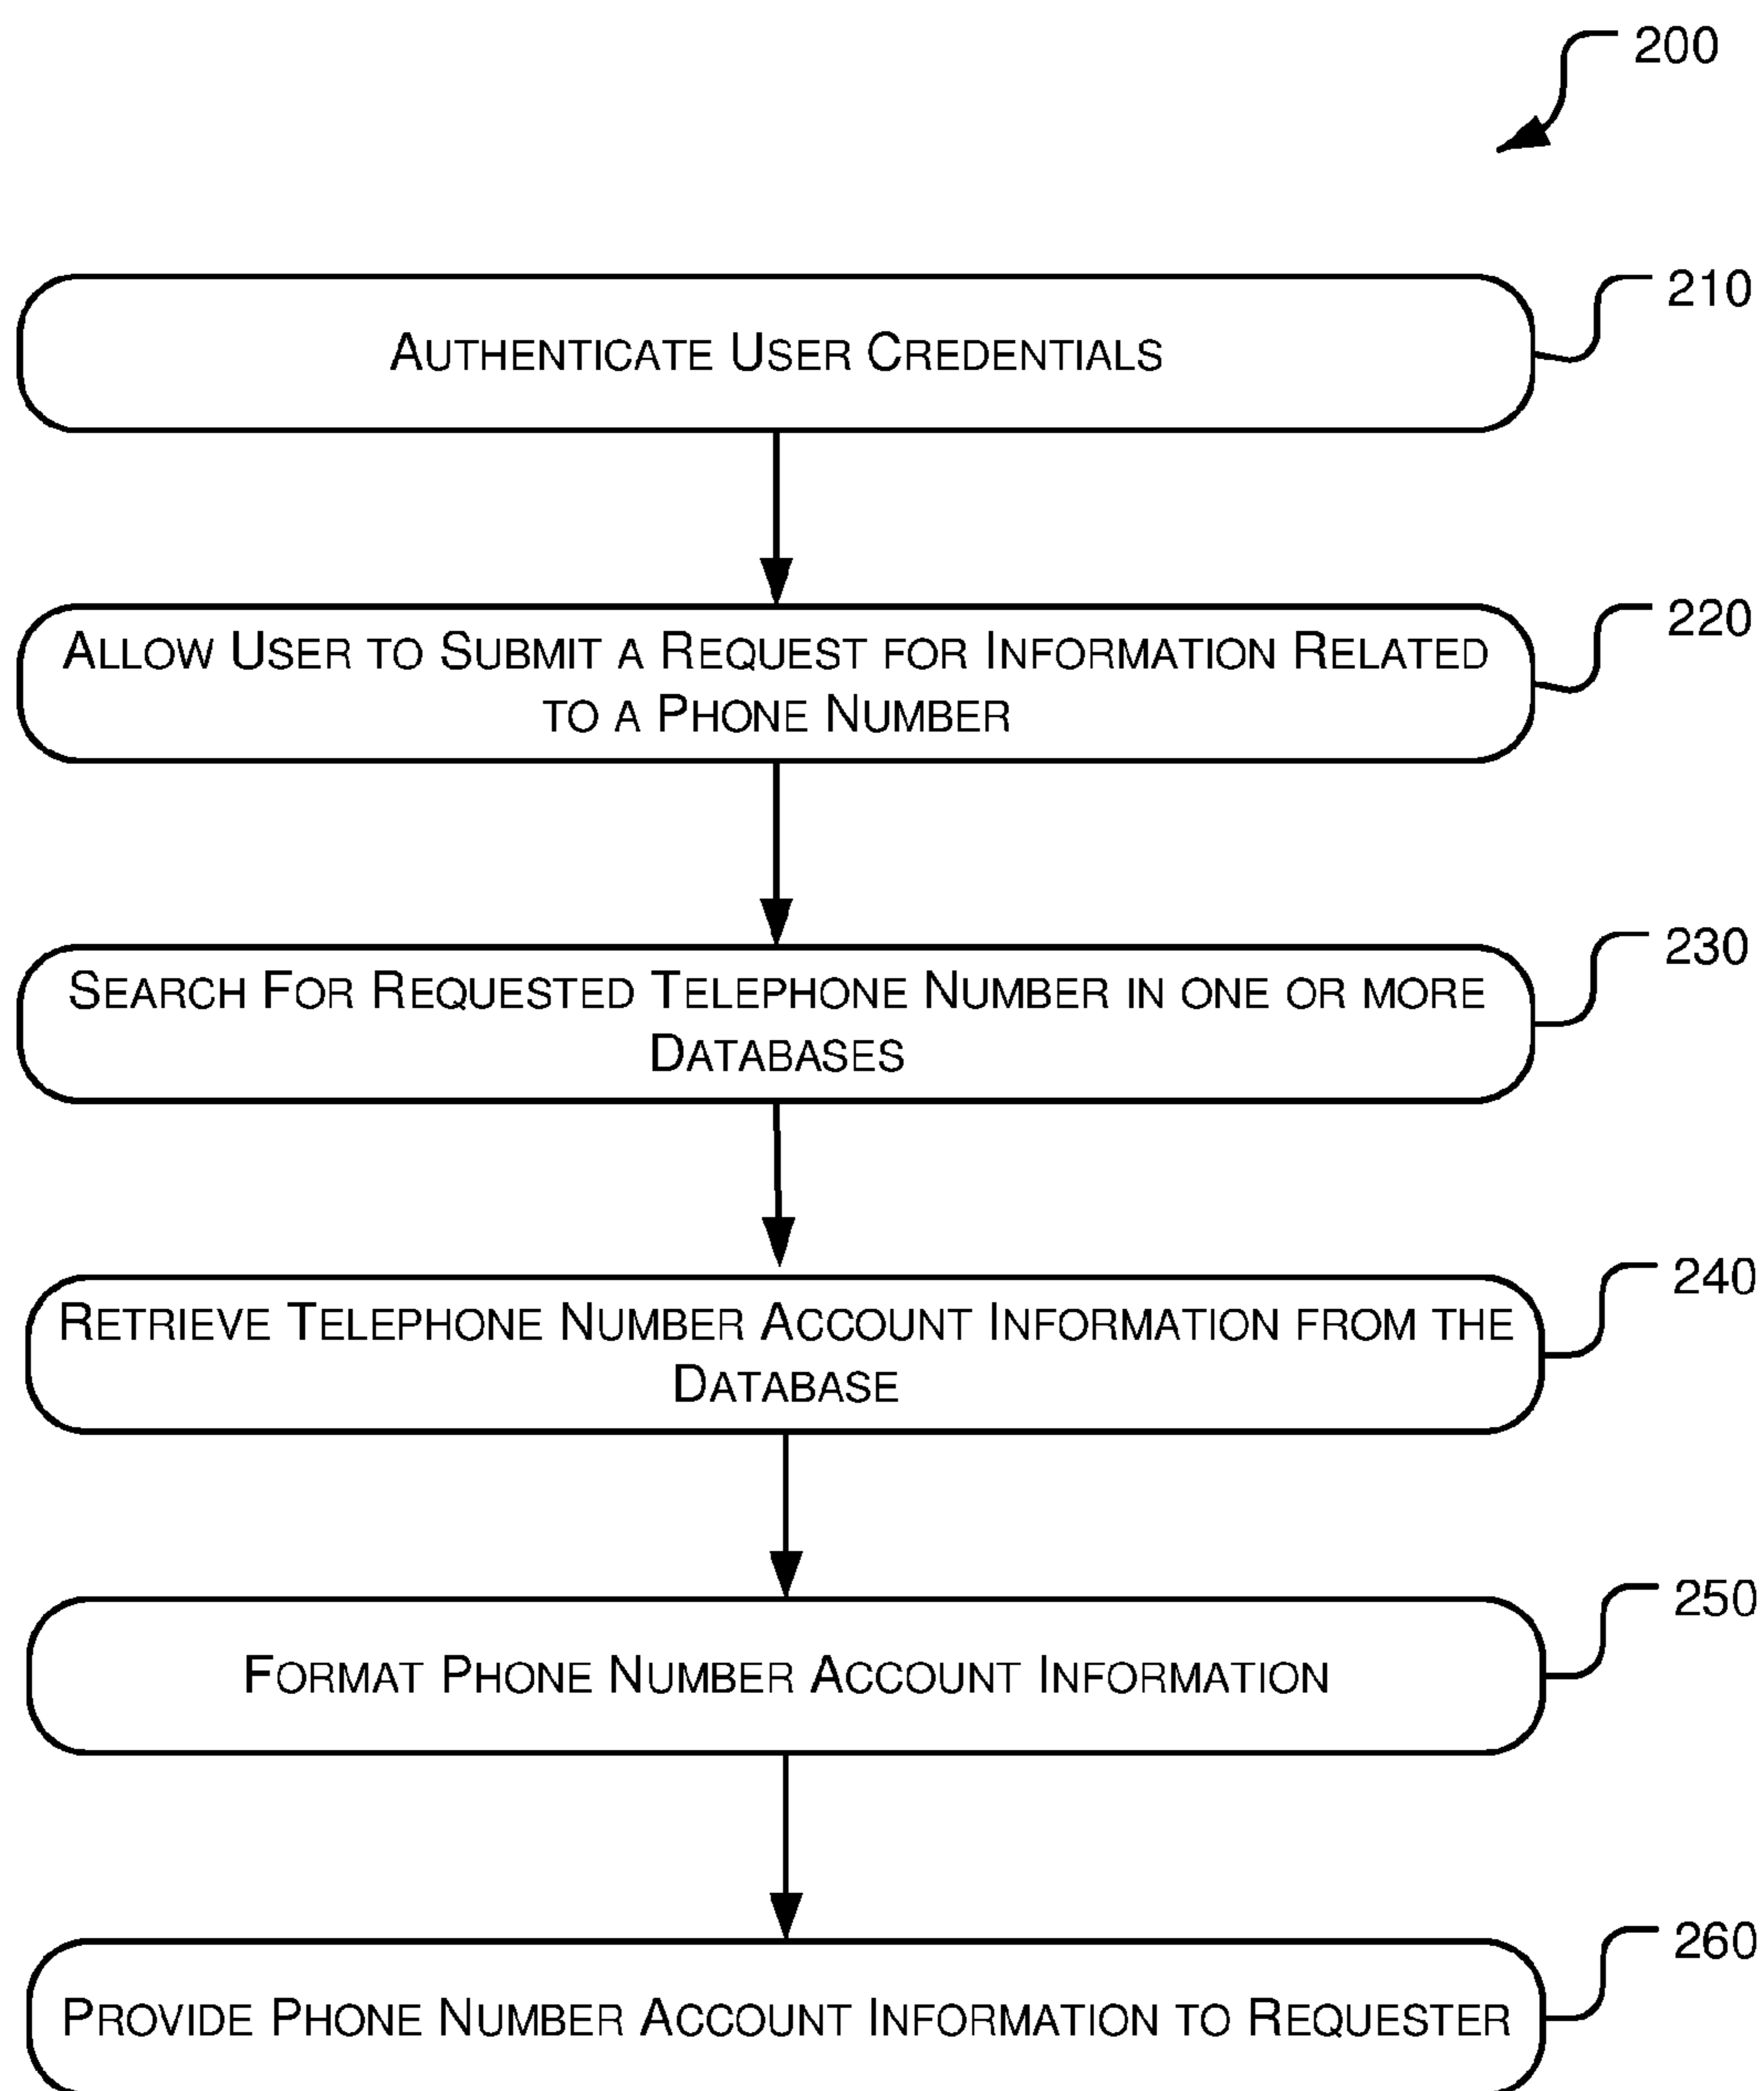 200
210
AUTHENTICATE USER CREDENTIALS
220
ALLOW USER TO SUBMIT A REQUEST FOR INFORMATION RELATED
TO A PHONE NUMBER
230
SEARCH FOR REQUESTED TELEPHONE NUMBER IN ONE OR MORE
DATABASES
240
RETRIEVE TELEPHONE NUMBER ACCOUNT INFORMATION FROM THE
DATABASE
250
FORMAT PHONE NUMBER ACCOUNT INFORMATION
260
PROVIDE PHONE NUMBER ACCOUNT INFORMATION TO REQUESTER